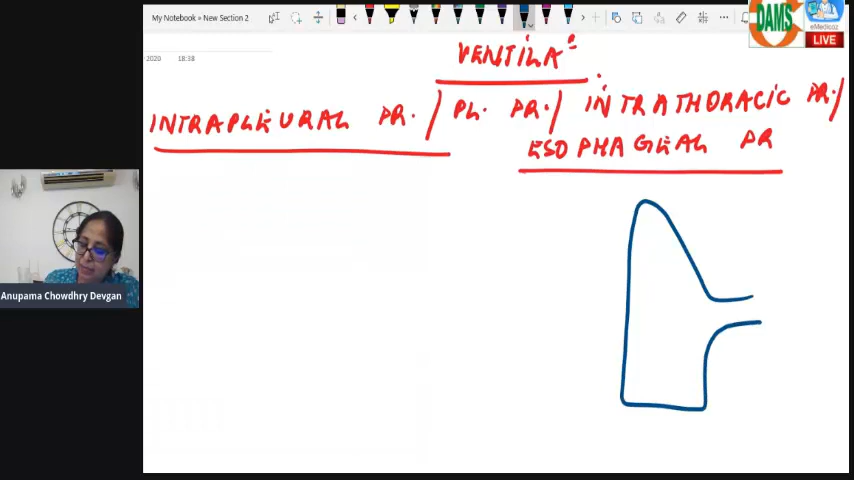 My Notebook » New Section 2
DAMS
eMedicoz
LIVE
2020 18:38
VENTILAⁿ
INTRAPLEURAL PR. / PL. PR. / INTRATHORACIC PR. /
ESOPHAGEAL PR
Anupama Chowdhry Devgan